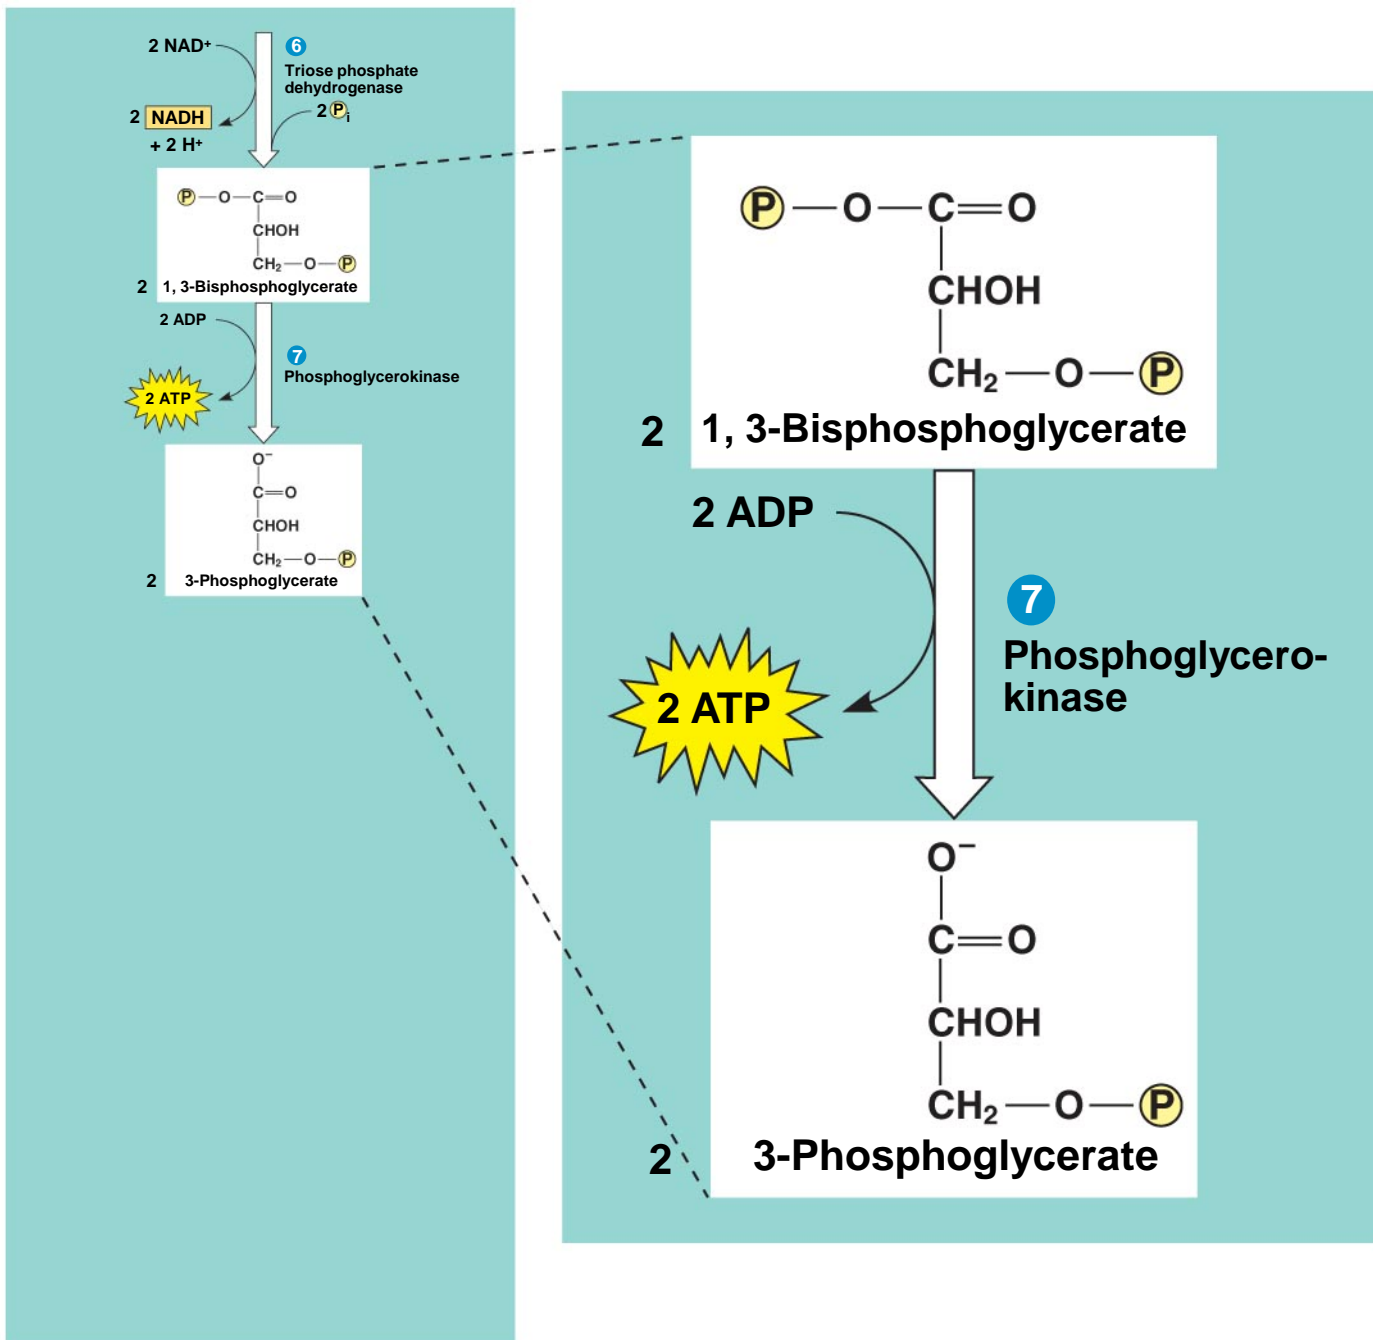 2 NAD+
6
Triose phosphate
dehydrogenase
2 Pi
2 NADH
+ 2 H+
P—O—C=O
CHOH
CH2—O—P
2 1, 3-Bisphosphoglycerate
2 ADP
7
Phosphoglycerokinase
2 ATP
O−
C=O
CHOH
CH2—O—P
2 3-Phosphoglycerate
P—O—C=O
CHOH
CH2—O—P
2 1, 3-Bisphosphoglycerate
2 ADP
7
Phosphoglycero-
kinase
2 ATP
O−
C=O
CHOH
CH2—O—P
2 3-Phosphoglycerate